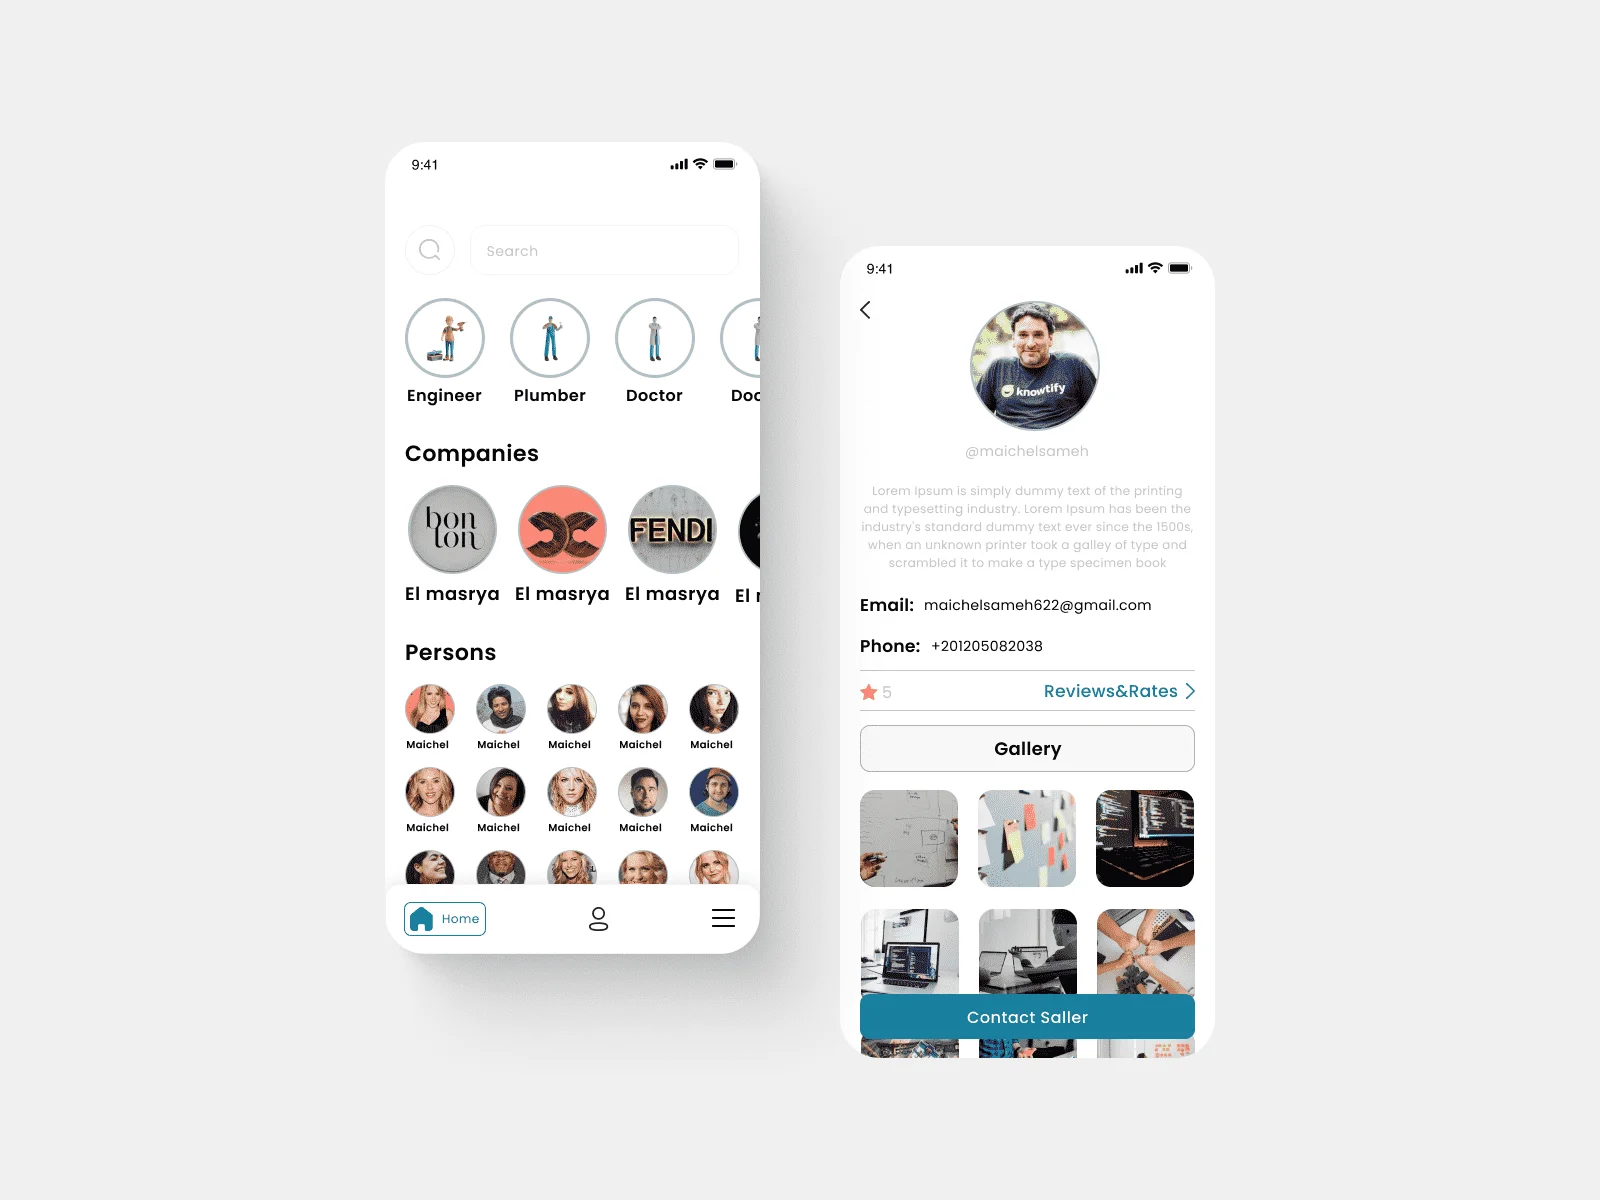 9:41
Search
Engineer Plumber Doctor Doc
Companies
bon
ton
FENDI
El masrya El masrya El masrya El
Persons
Maichel Maichel Maichel Maichel Maichel
Maichel Maichel Maichel Maichel Maichel
Home
9:41
knowtify
@maichelsameh
Lorem Ipsum is simply dummy text of the printing
and typesetting industry. Lorem Ipsum has been the
industry's standard dummy text ever since the 1500s,
when an unknown printer took a galley of type and
scrambled it to make a type specimen book
Email: maichelsameh622@gmail.com
Phone: +201205082038
5 Reviews&Rates
Gallery
Contact Saller